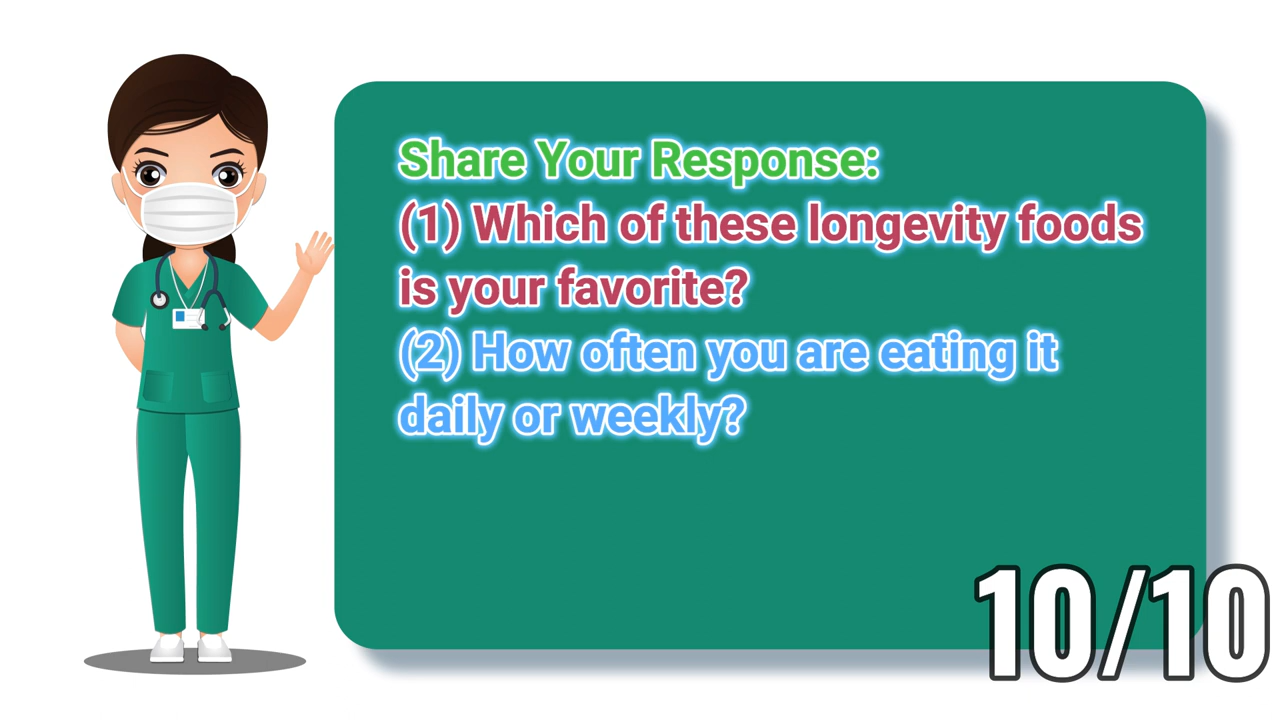 Share Your Response:
(1) Which of these longevity foods
is your favorite?
(2) How often you are eating it
daily or weekly?
10/10